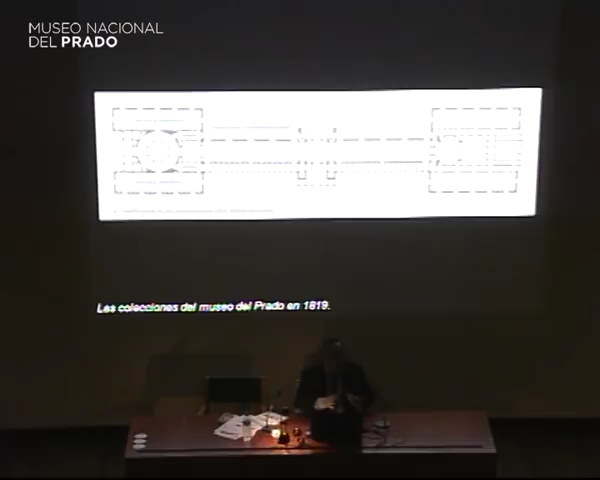 MUSEO NACIONAL
DEL PRADO
Las colecciones del museo del Prado en 1819.